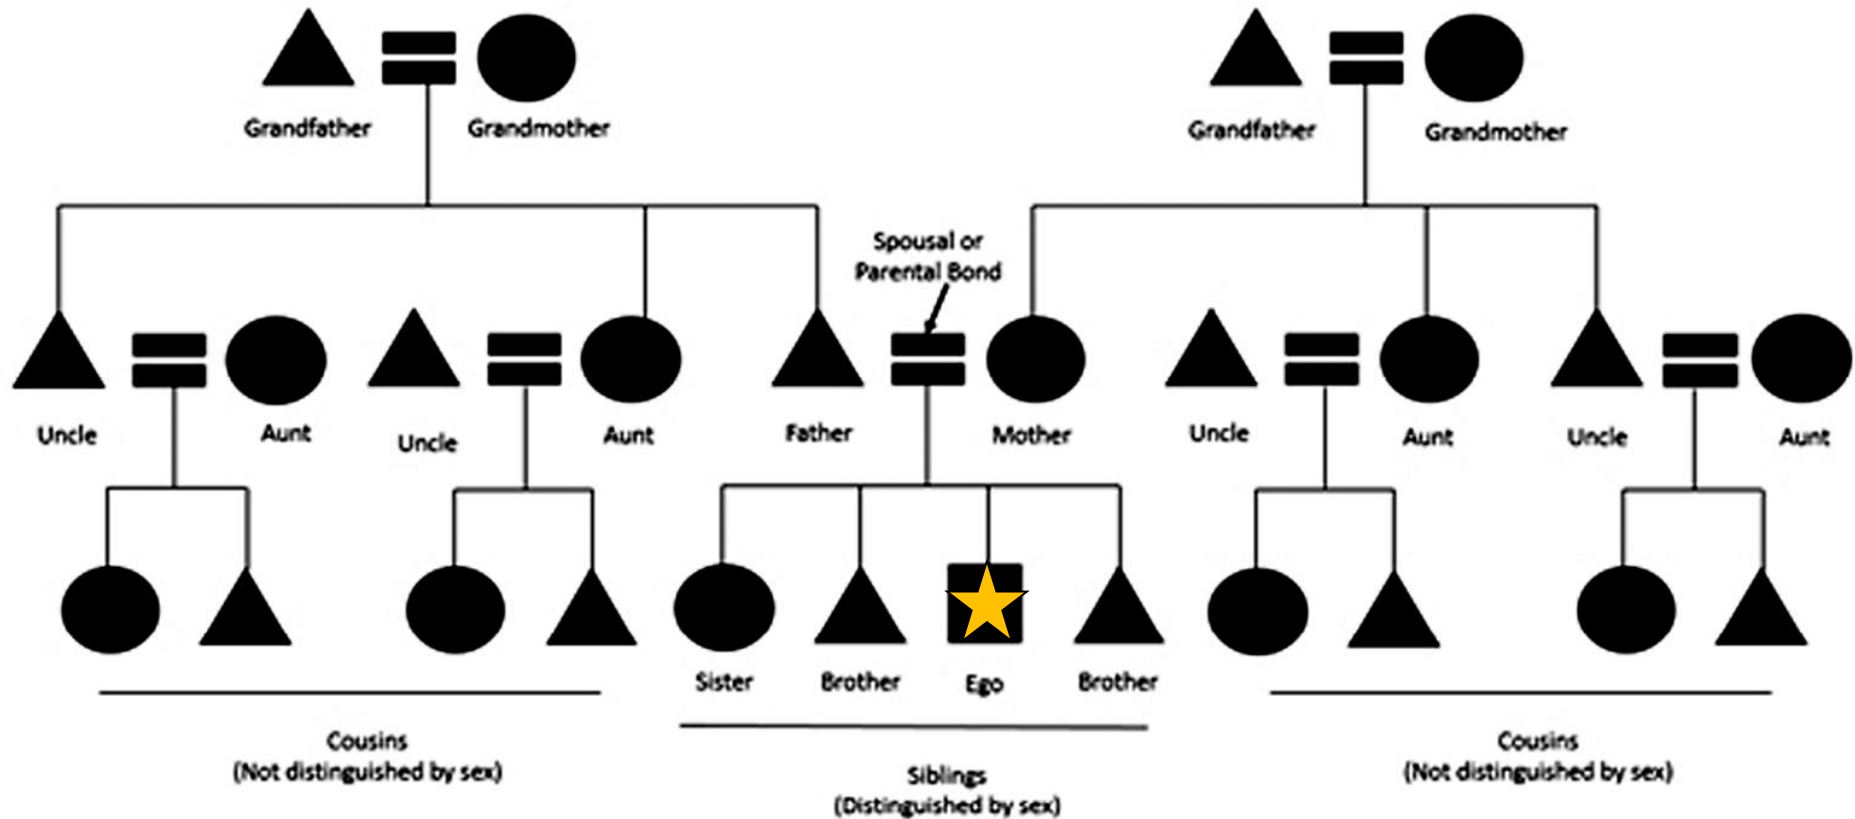 Grandfather Grandmother Grandfather Grandmother
Spousal or
Parental Bond
Uncle Aunt Uncle Aunt Father Mother Uncle Aunt Uncle Aunt
Sister Brother Ego Brother
Cousins
(Not distinguished by sex)
Siblings
(Distinguished by sex)
Cousins
(Not distinguished by sex)